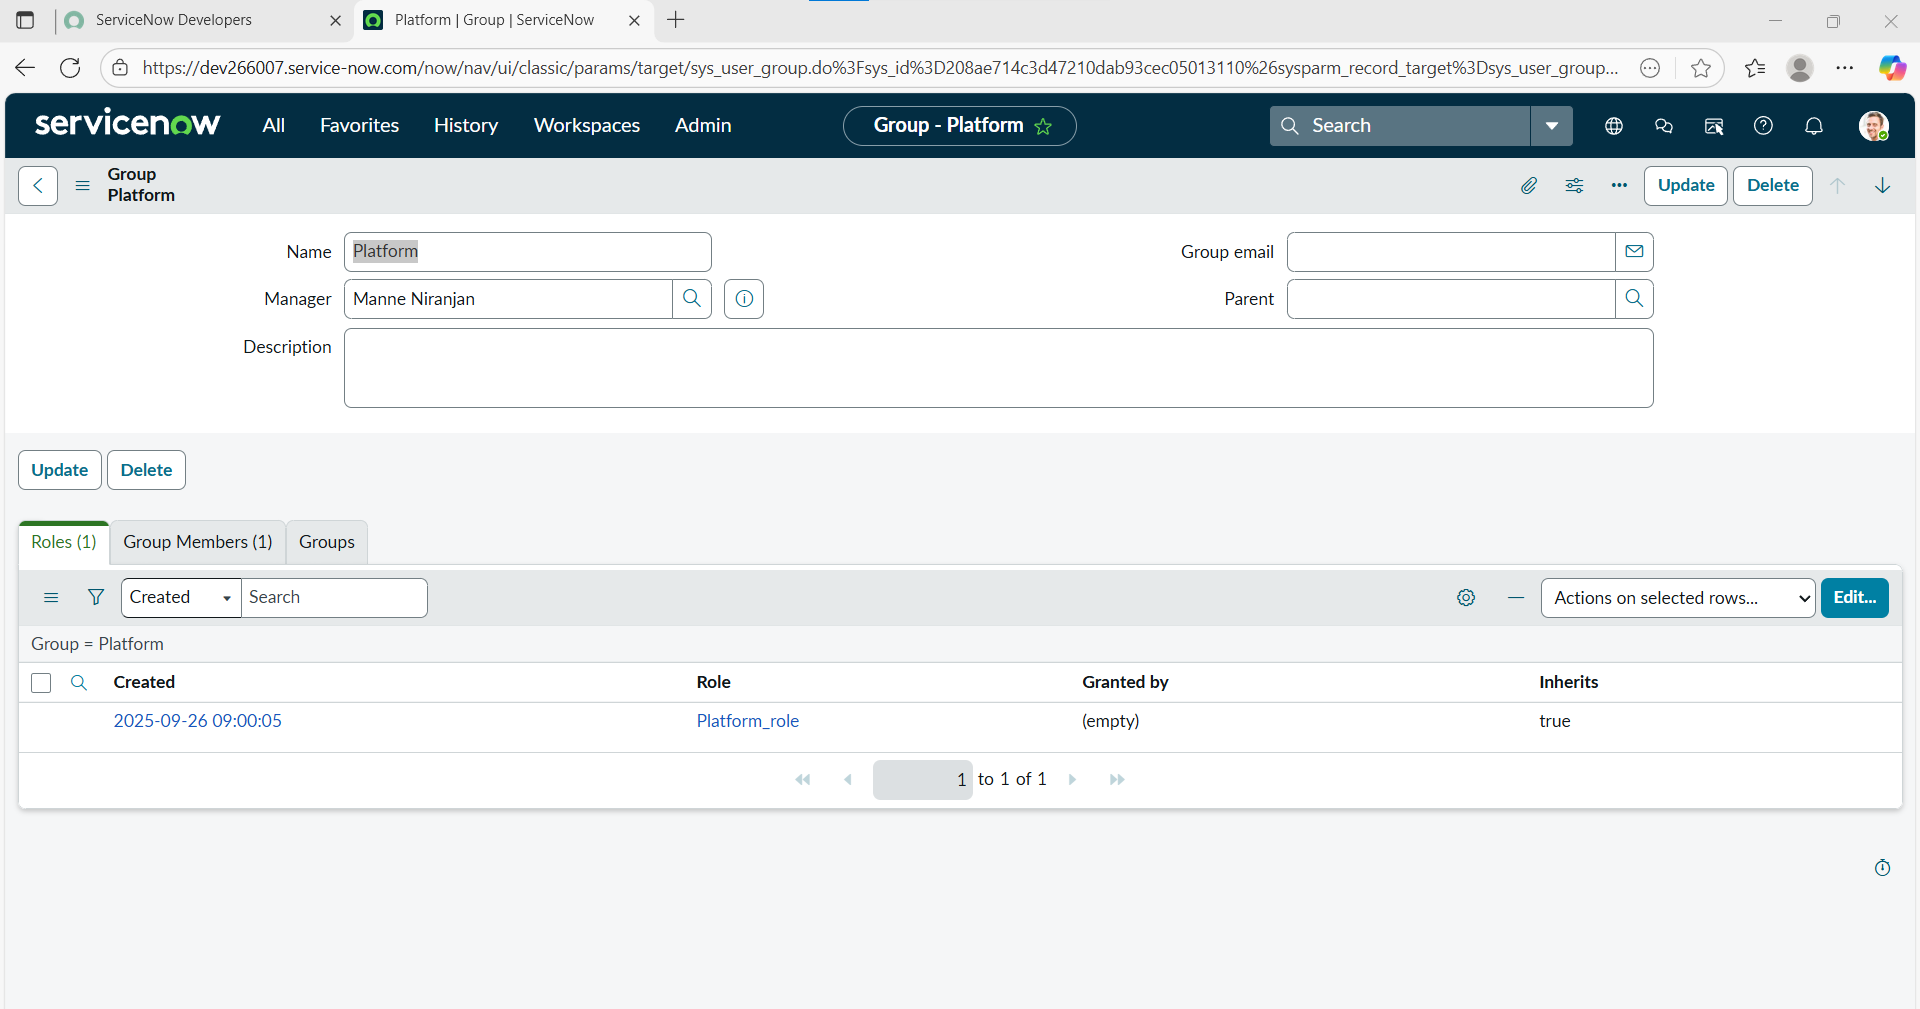 ServiceNow Developers
Platform | Group | ServiceNow
https://dev266007.service-now.com/now/nav/ui/classic/params/target/sys_user_group.do%3Fsys_id%3D208ae714c3d47210dab93cec05013110%26sysparm_record_target%3Dsys_user_group...
servicenow All Favorites History Workspaces Admin Group - Platform Search
Group
Platform
Update Delete
Name Platform Group email
Manager Manne Niranjan Parent
Description
Update Delete
Roles (1) Group Members (1) Groups
Created Search Actions on selected rows... Edit...
Group = Platform
Created Role Granted by Inherits
2025-09-26 09:00:05 Platform_role (empty) true
1 to 1 of 1